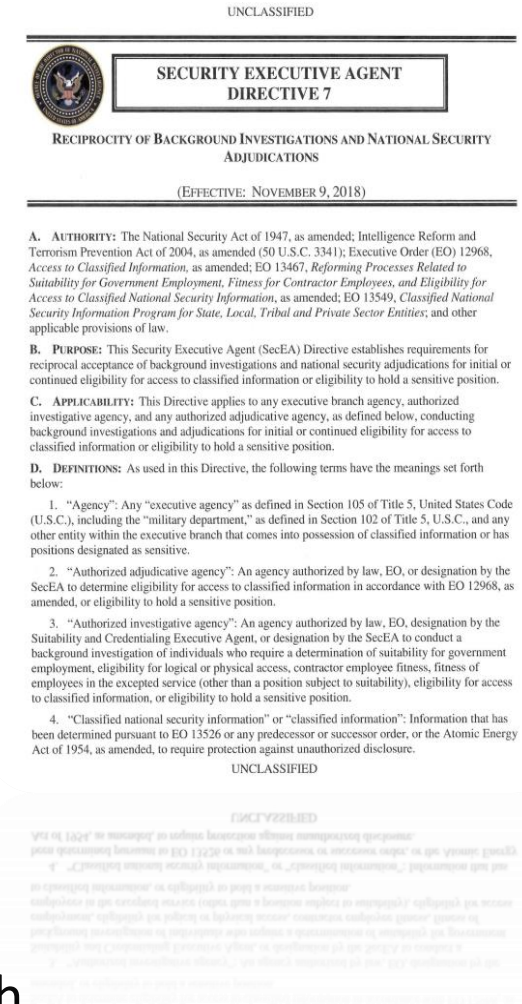 UNCLASSIFIED
SECURITY EXECUTIVE AGENT
DIRECTIVE 7
RECIPROCITY OF BACKGROUND INVESTIGATIONS AND NATIONAL SECURITY
ADJUDICATIONS
(EFFECTIVE: NOVEMBER 9, 2018)
A. AUTHORITY: The National Security Act of 1947, as amended; Intelligence Reform and
Terrorism Prevention Act of 2004, as amended (50 U.S.C. 3341); Executive Order (EO) 12968,
Access to Classified Information, as amended; EO 13467, Reforming Processes Related to
Suitability for Government Employment, Fitness for Contractor Employees, and Eligibility for
Access to Classified National Security Information, as amended; EO 13549, Classified National
Security Information Program for State, Local, Tribal and Private Sector Entities; and other
applicable provisions of law.
B. PURPOSE: This Security Executive Agent (SecEA) Directive establishes requirements for
reciprocal acceptance of background investigations and national security adjudications for initial or
continued eligibility for access to classified information or eligibility to hold a sensitive position.
C. APPLICABILITY: This Directive applies to any executive branch agency, authorized
investigative agency, and any authorized adjudicative agency, as defined below, conducting
background investigations and adjudications for initial or continued eligibility for access to
classified information or eligibility to hold a sensitive position.
D. DEFINITIONS: As used in this Directive, the following terms have the meanings set forth
below:
1. “Agency”: Any “executive agency” as defined in Section 105 of Title 5, United States Code
(U.S.C.), including the “military department,” as defined in Section 102 of Title 5, U.S.C., and any
other entity within the executive branch that comes into possession of classified information or has
positions designated as sensitive.
2. “Authorized adjudicative agency”: An agency authorized by law, EO, or designation by the
SecEA to determine eligibility for access to classified information in accordance with EO 12968, as
amended, or eligibility to hold a sensitive position.
3. “Authorized investigative agency”: An agency authorized by law, EO, designation by the
Suitability and Credentialing Executive Agent, or designation by the SecEA to conduct a
background investigation of individuals who require a determination of suitability for government
employment, eligibility for logical or physical access, contractor employee fitness, fitness of
employees in the excepted service (other than a position subject to suitability), eligibility for access
to classified information, or eligibility to hold a sensitive position.
4. “Classified national security information” or “classified information”: Information that has
been determined pursuant to EO 13526 or any predecessor or successor order, or the Atomic Energy
Act of 1954, as amended, to require protection against unauthorized disclosure.
UNCLASSIFIED